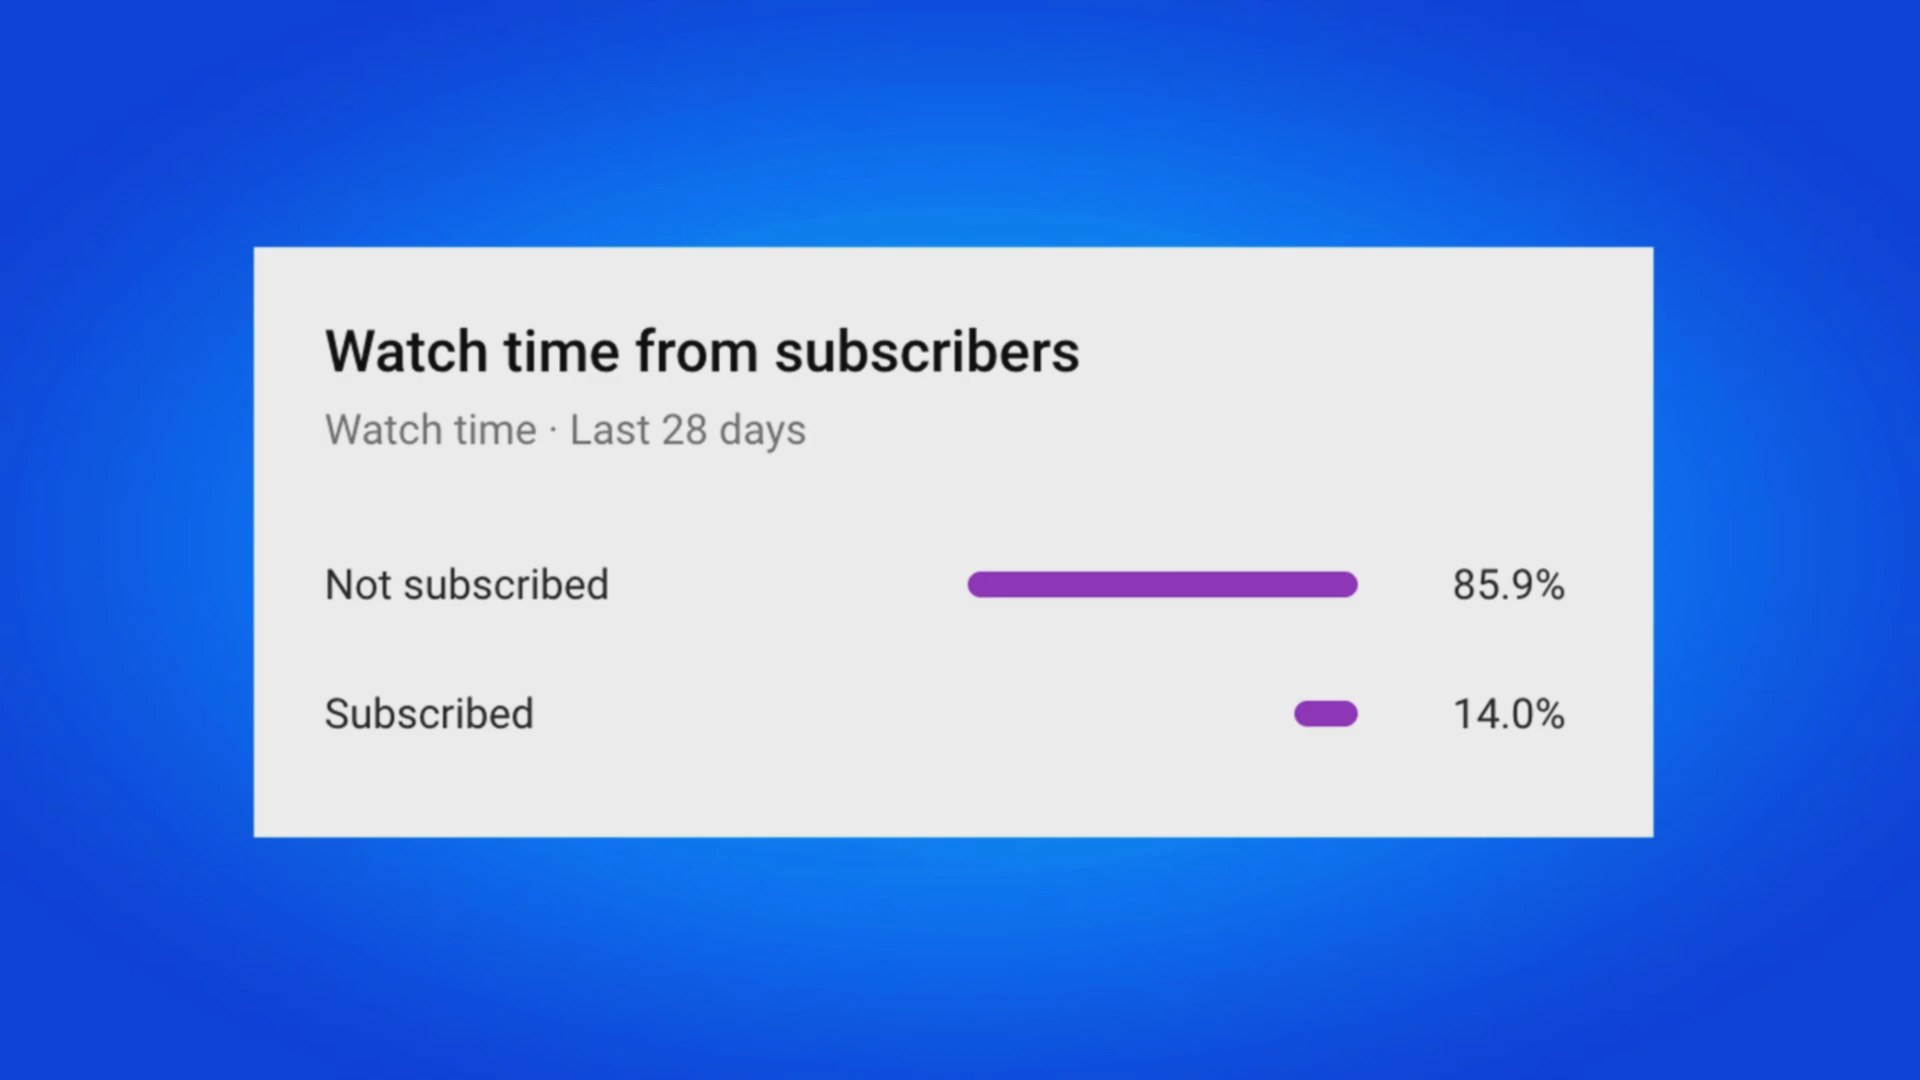 Watch time from subscribers
Watch time · Last 28 days
Not subscribed 85.9%
Subscribed 14.0%